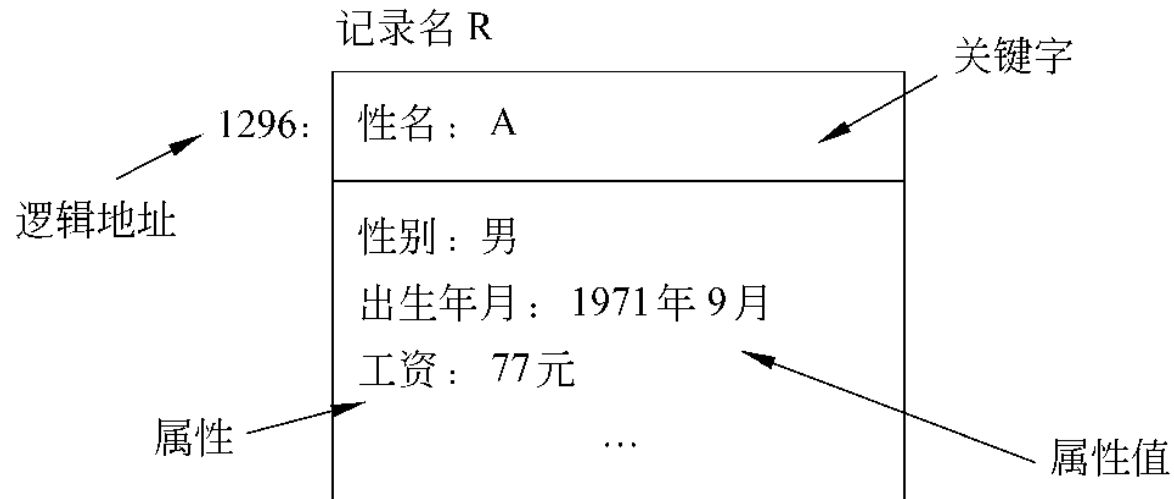 记录名 R
关键字
1296:
性名： A
逻辑地址
性别：男
出生年月： 1971年 9月
工资： 77元
属性
…
属性值